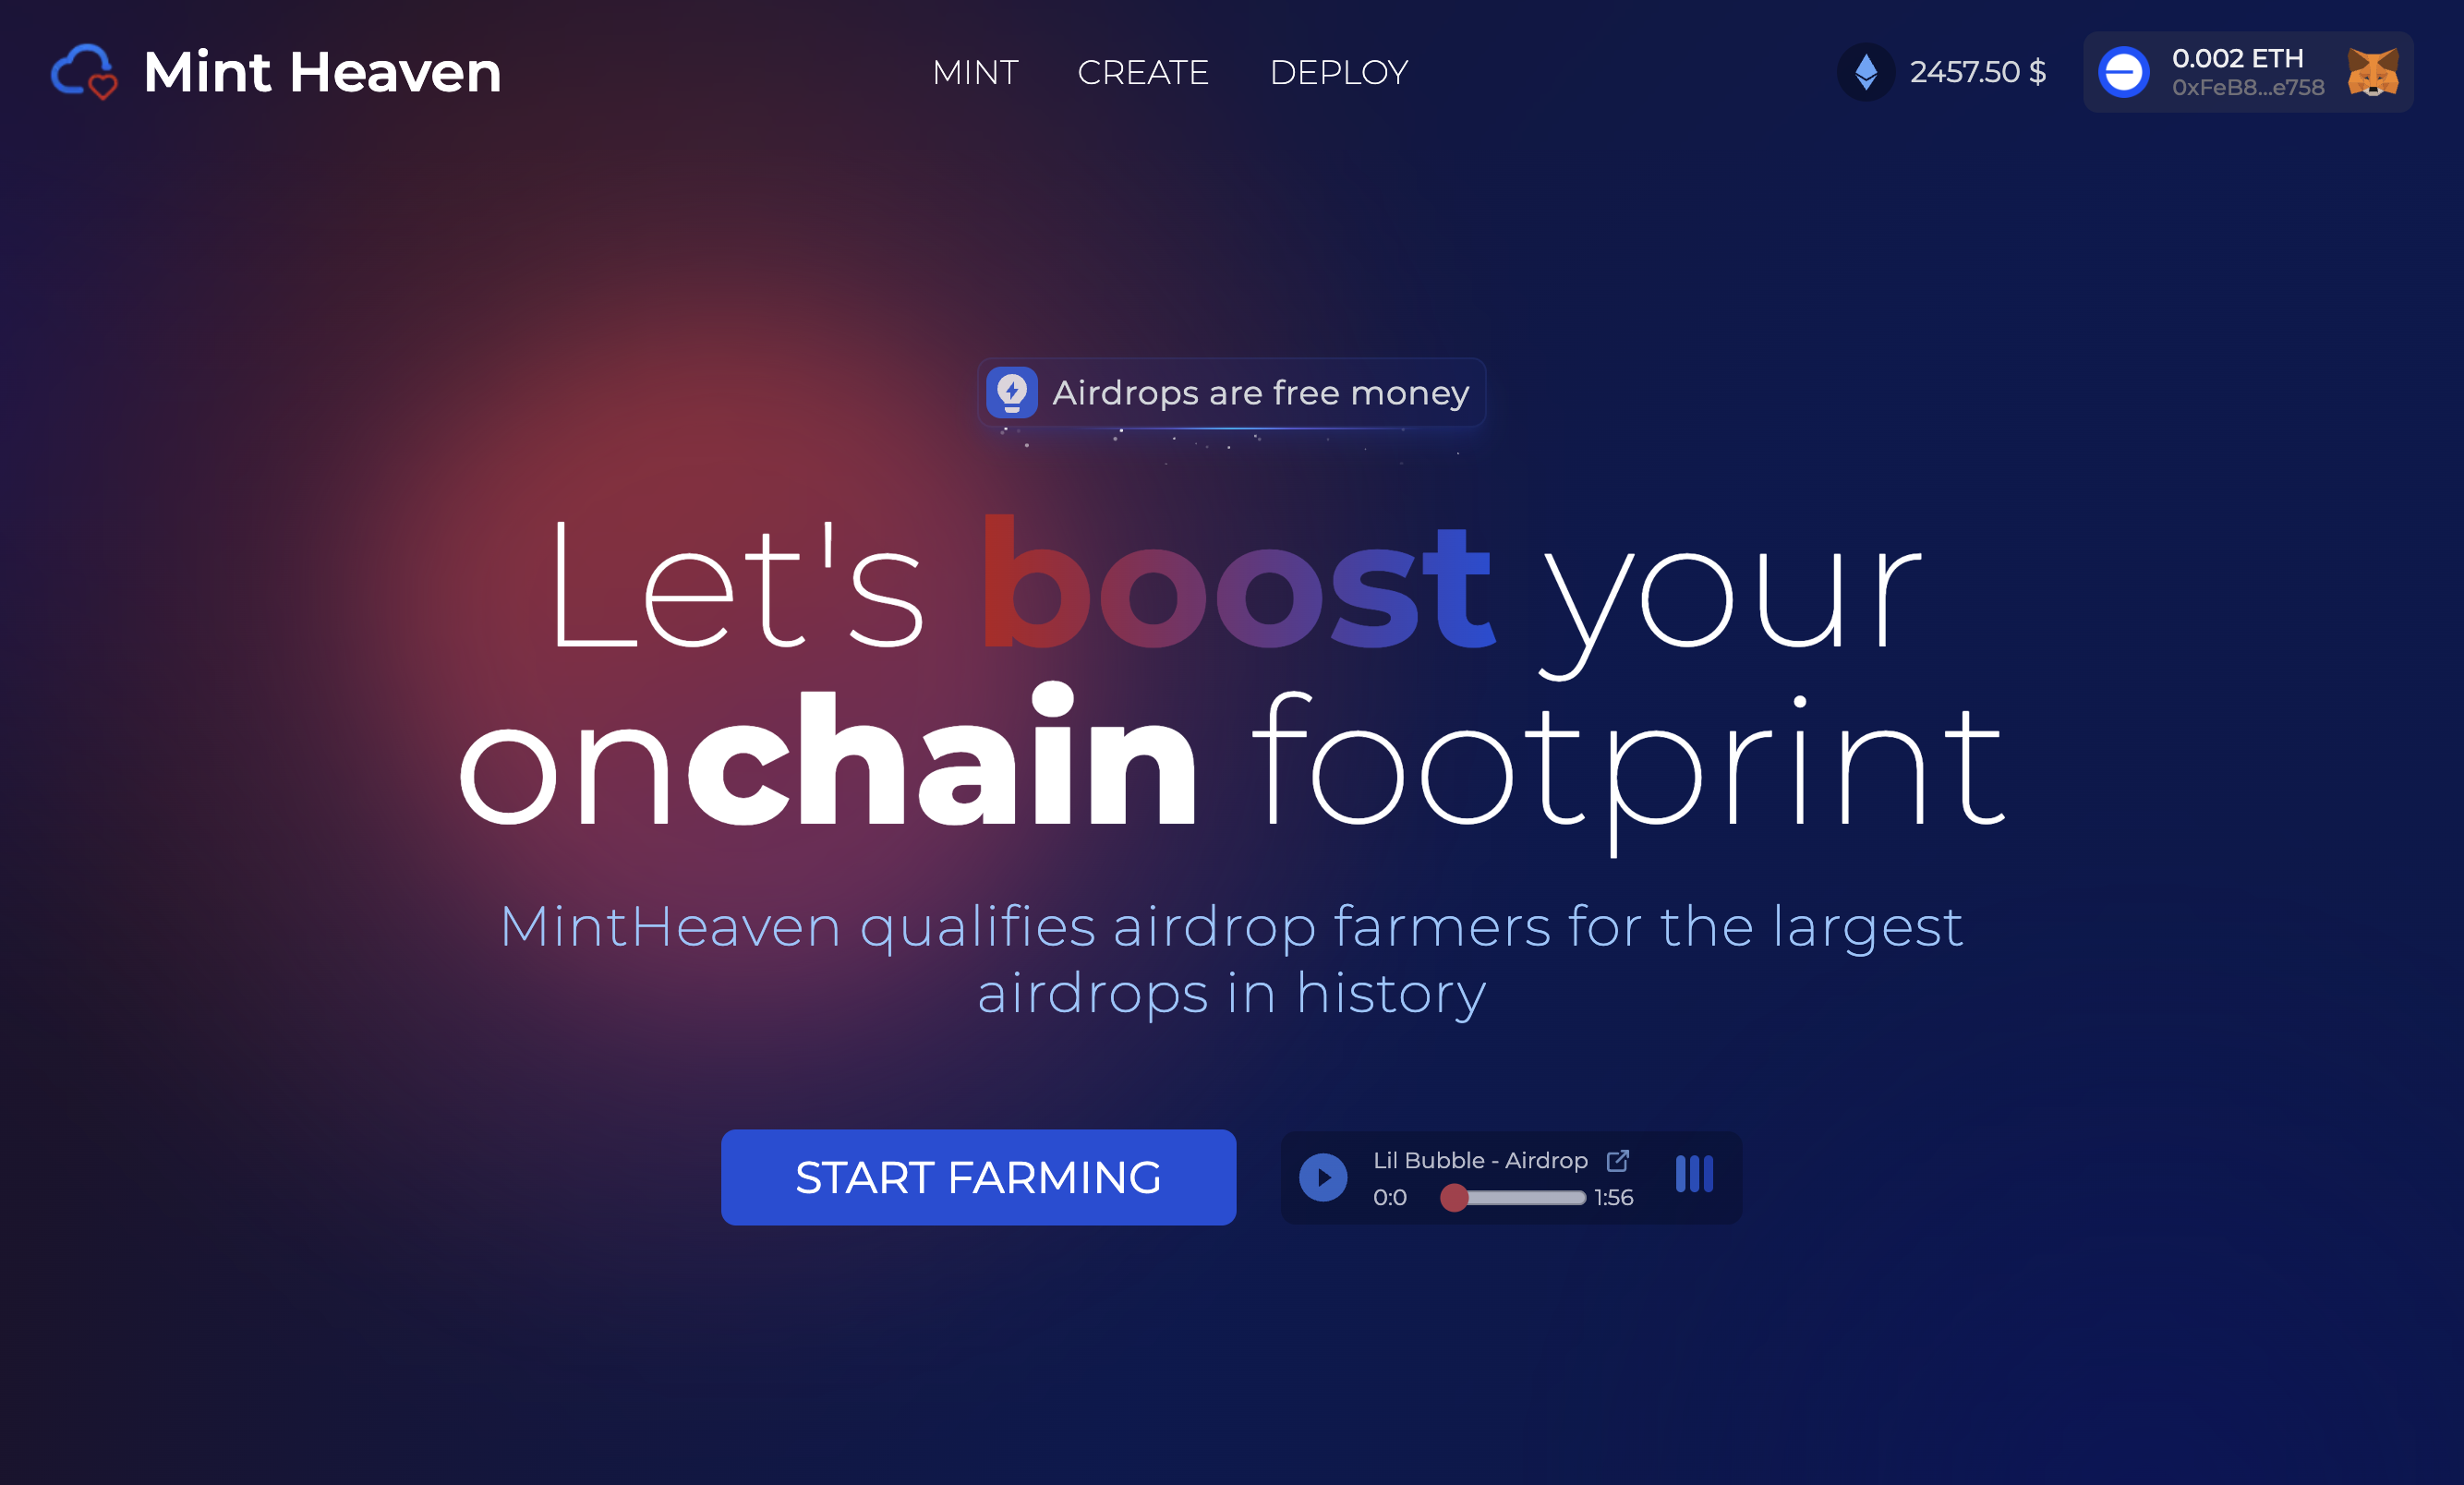 Mint Heaven
MINT CREATE DEPLOY
2457.50 $
0.002 ETH
0xFeB8...e758
Airdrops are free money
Let's boost your
onchain footprint
MintHeaven qualifies airdrop farmers for the largest
airdrops in history
START FARMING
Lil Bubble - Airdrop
0:0 1:56